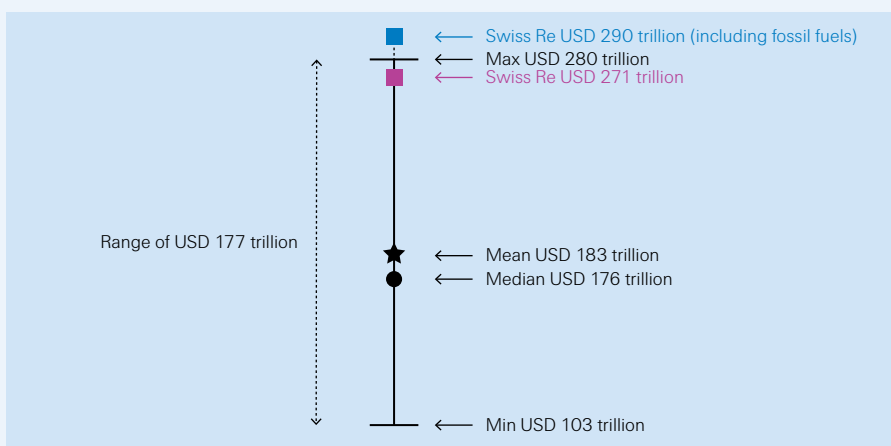 Swiss Re USD 290 trillion (including fossil fuels)
Max USD 280 trillion
Swiss Re USD 271 trillion
Range of USD 177 trillion
Mean USD 183 trillion
Median USD 176 trillion
Min USD 103 trillion